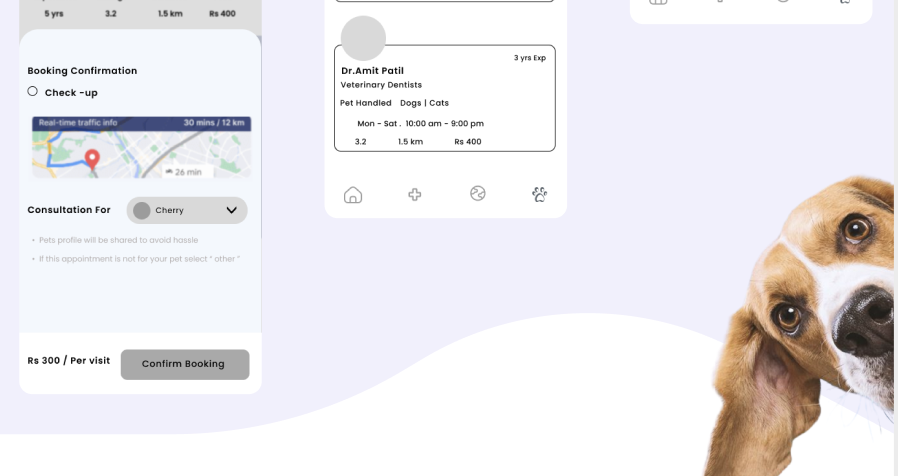 5 yrs 3.2 1.5 km Rs 400
Booking Confirmation
Check -up
Real-time traffic info 30 mins / 12 km
26 min
Consultation For Cherry
• Pets profile will be shared to avoid hassle
• If this appointment is not for your pet select " other "
Rs 300 / Per visit Confirm Booking
3 yrs Exp
Dr.Amit Patil
Veterinary Dentists
Pet Handled Dogs | Cats
Mon - Sat . 10:00 am - 9:00 pm
3.2 1.5 km Rs 400